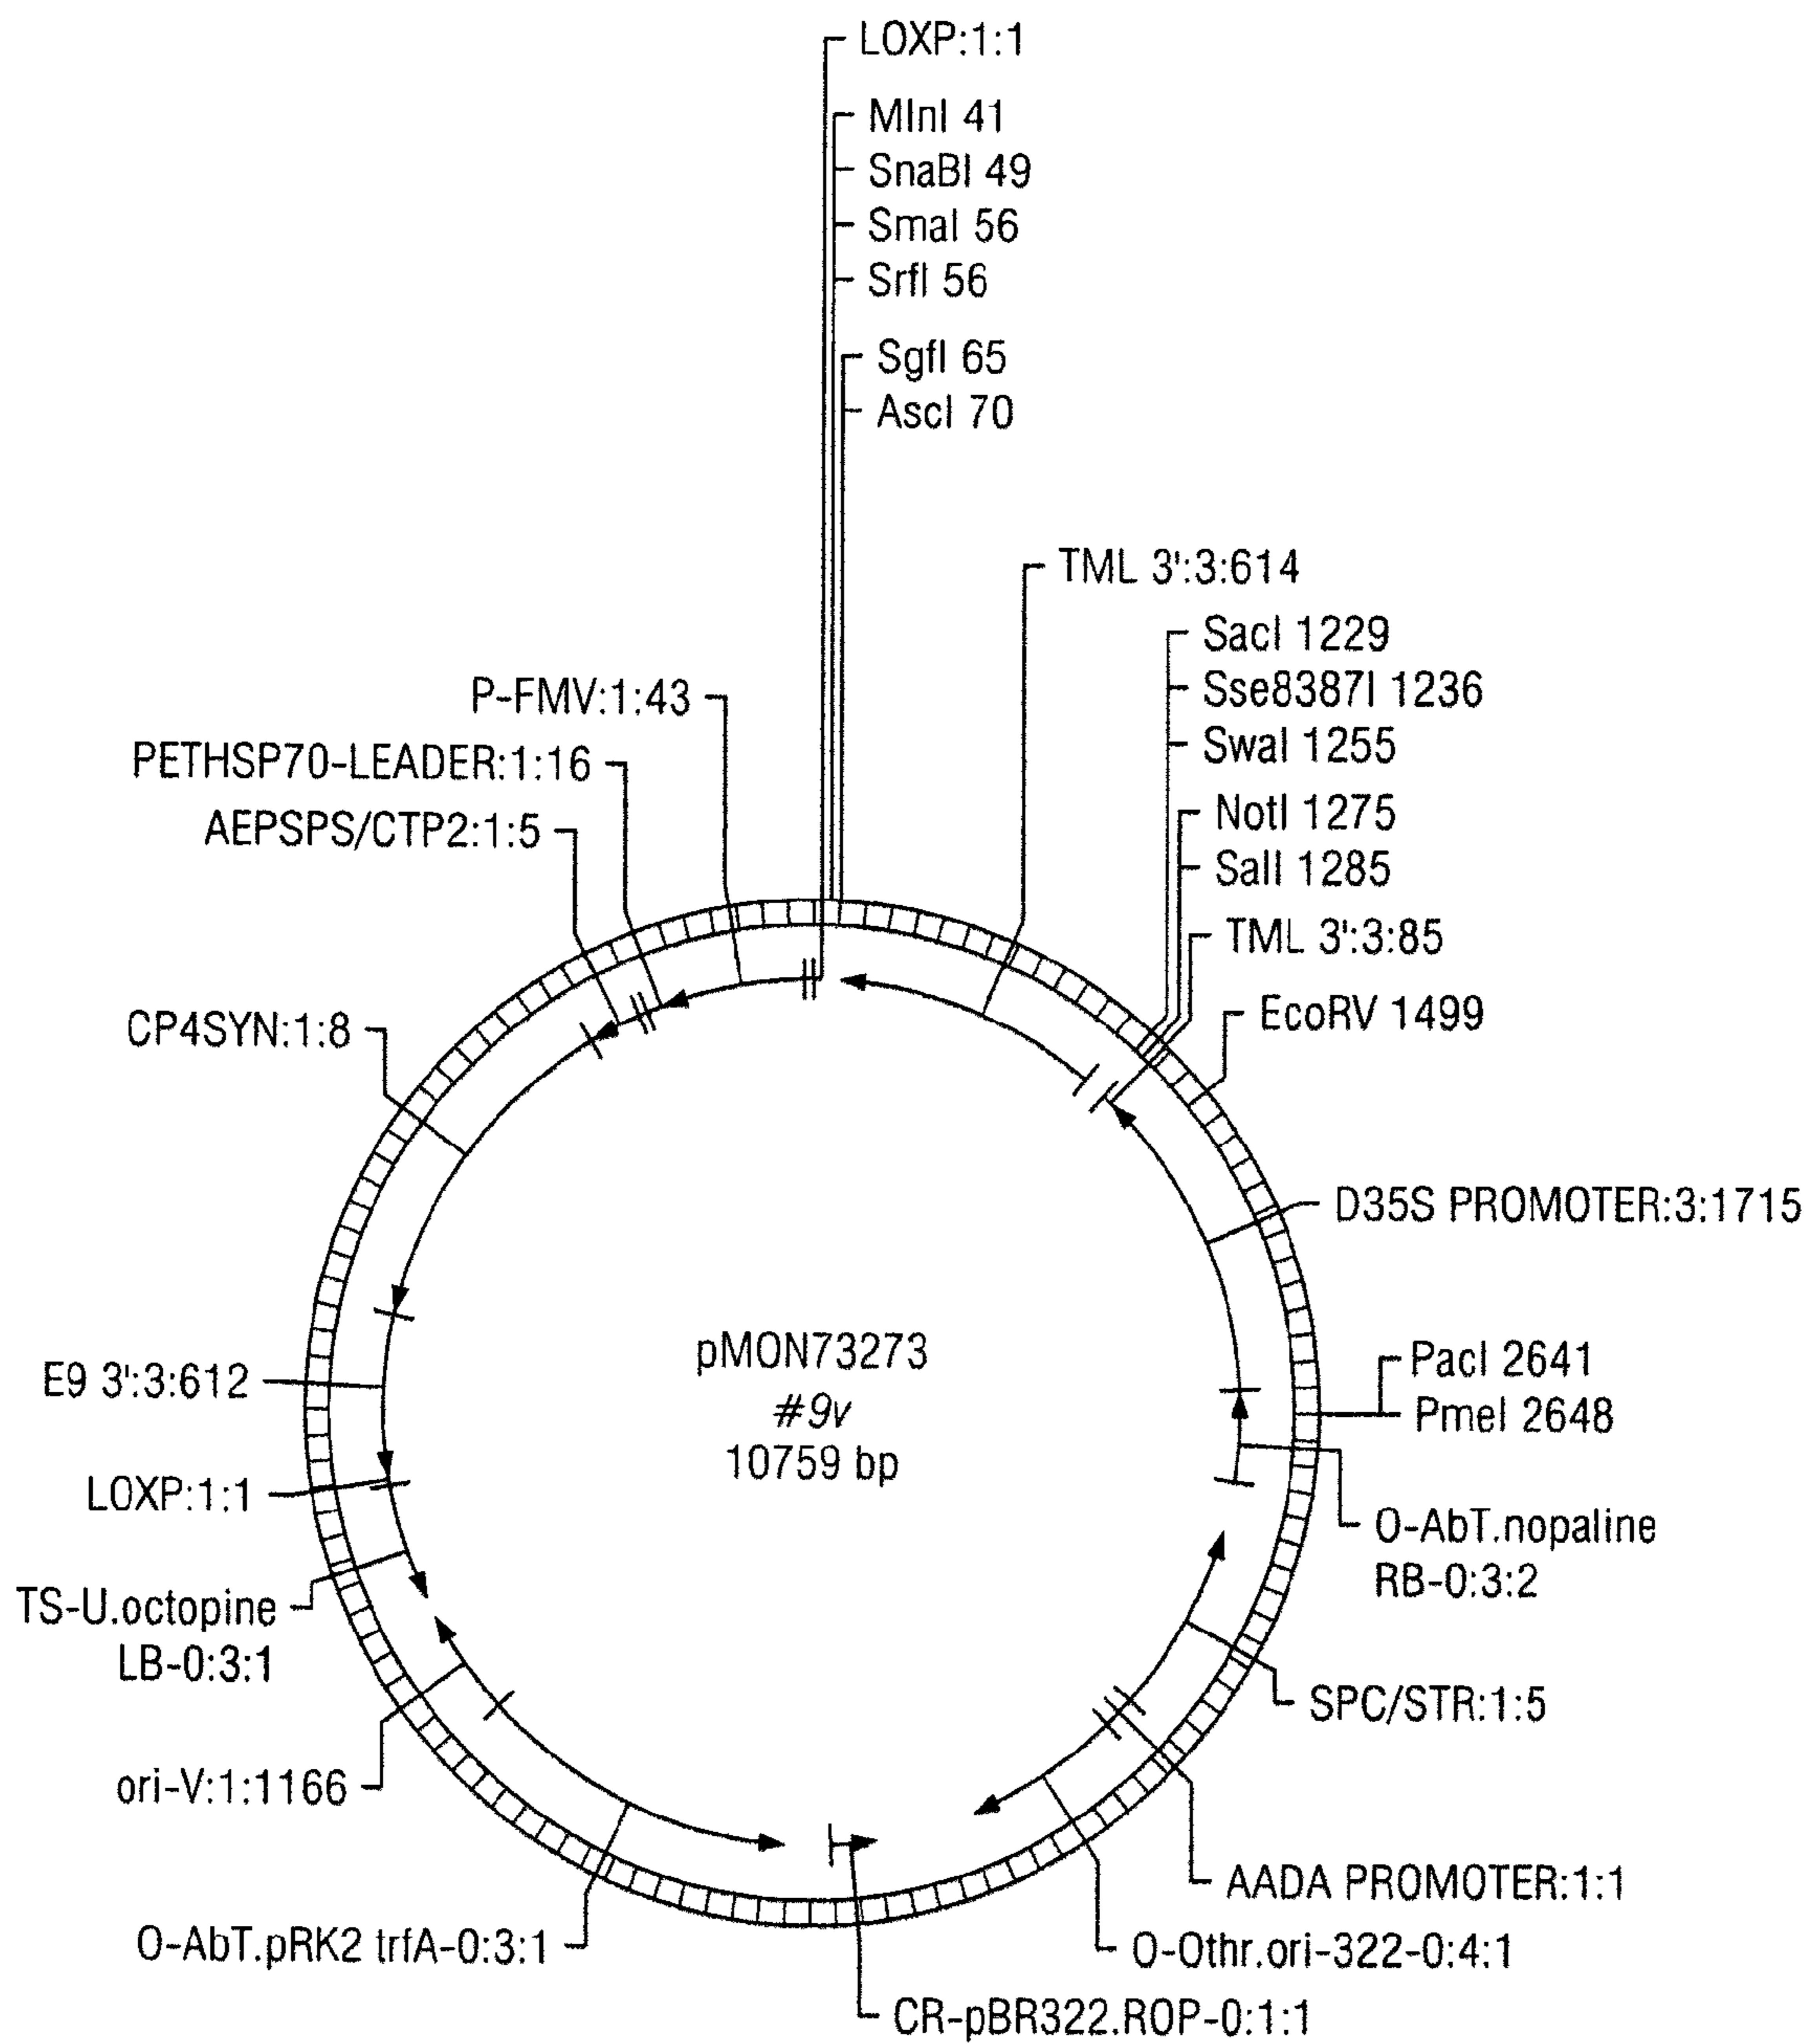 LOXP:1:1
MlnI 41
SnaBI 49
SmaI 56
SrfI 56
SgfI 65
AscI 70
TML 3':3:614
SacI 1229
Sse8387I 1236
SwaI 1255
NotI 1275
SalI 1285
TML 3':3:85
EcoRV 1499
D35S PROMOTER:3:1715
PacI 2641
PmeI 2648
O-AbT.nopaline
RB-0:3:2
SPC/STR:1:5
AADA PROMOTER:1:1
O-Othr.ori-322-0:4:1
CR-pBR322.ROP-0:1:1
O-AbT.pRK2 trfA-0:3:1
ori-V:1:1166
TS-U.octopine
LB-0:3:1
LOXP:1:1
E9 3':3:612
CP4SYN:1:8
AEPSPS/CTP2:1:5
PETHSP70-LEADER:1:16
P-FMV:1:43
pMON73273
#9v
10759 bp